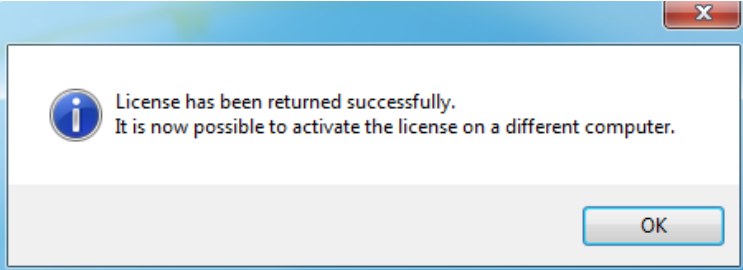 License has been returned successfully.
It is now possible to activate the license on a different computer.
OK